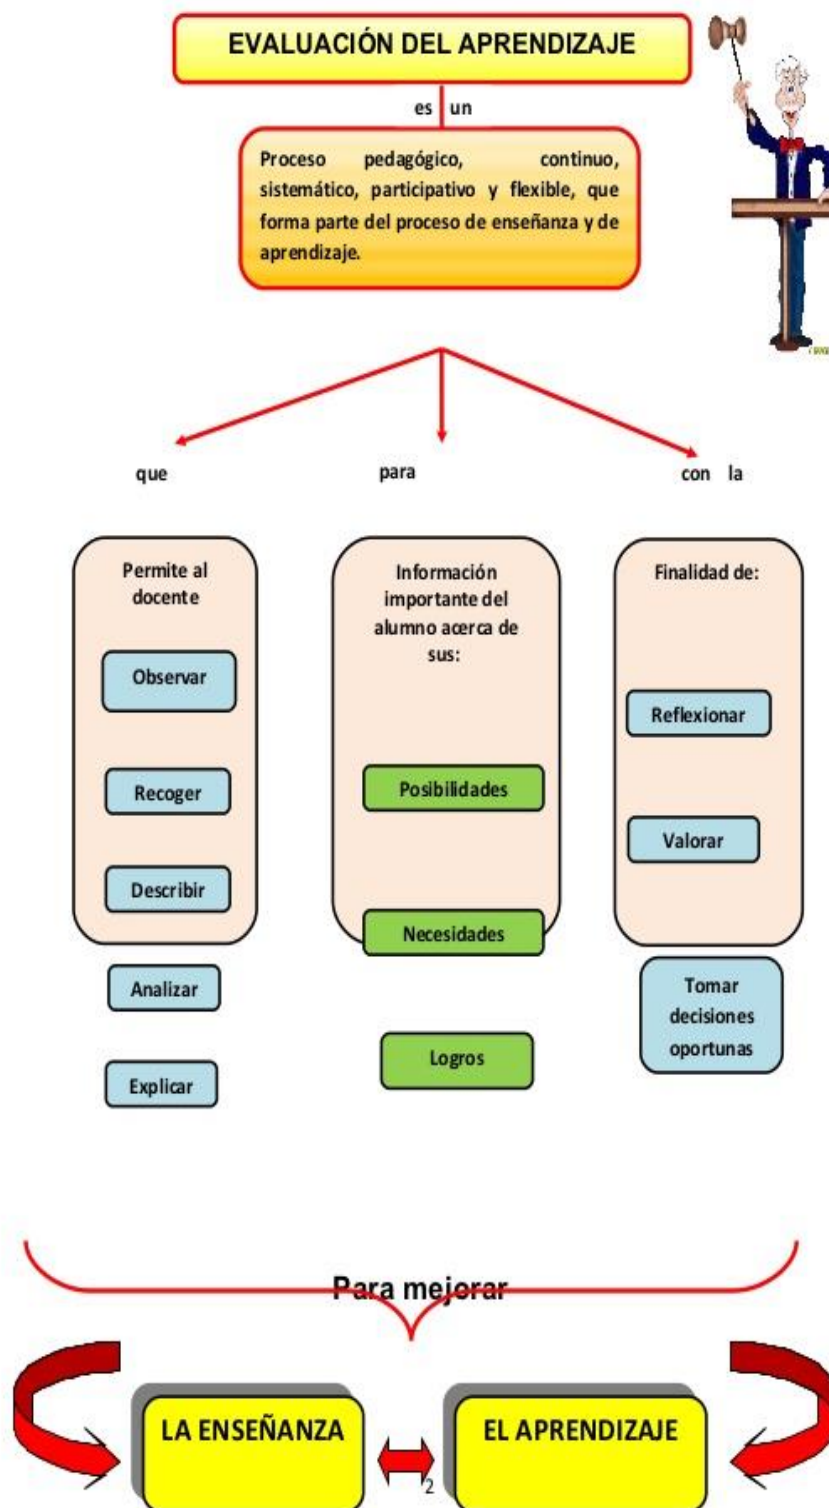 EVALUACIÓN DEL APRENDIZAJE
es un
Proceso pedagógico, continuo,
sistemático, participativo y flexible, que
forma parte del proceso de enseñanza y de
aprendizaje.
que
para
con la
Permite al
docente
Observar
Recoger
Describir
Analizar
Explicar
Información
importante del
alumno acerca de
sus:
Posibilidades
Necesidades
Logros
Finalidad de:
Reflexionar
Valorar
Tomar
decisiones
oportunas
Para mejorar
LA ENSEÑANZA
EL APRENDIZAJE
2